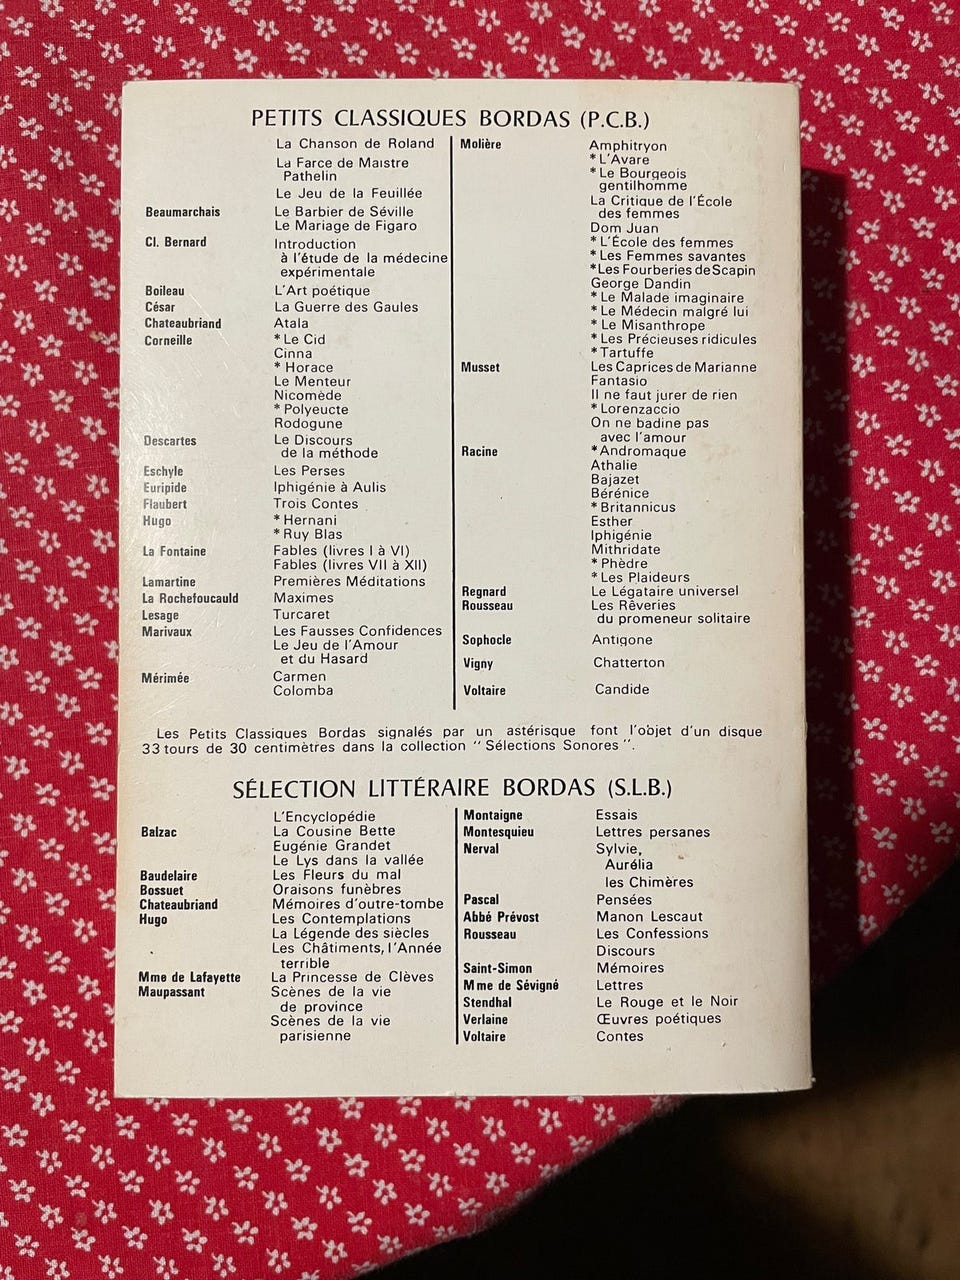 PETITS CLASSIQUES BORDAS (P.C.B.)
La Chanson de Roland
La Farce de Maistre
Pathelin
Le Jeu de la Feuillée
Beaumarchais Le Barbier de Séville
Le Mariage de Figaro
Cl. Bernard Introduction
à l'étude de la médecine
expérimentale
Boileau L'Art poétique
César La Guerre des Gaules
Chateaubriand Atala
Corneille * Le Cid
Cinna
* Horace
Le Menteur
Nicomède
* Polyeucte
Rodogune
Descartes Le Discours
de la méthode
Eschyle Les Perses
Euripide Iphigénie à Aulis
Flaubert Trois Contes
Hugo * Hernani
* Ruy Blas
La Fontaine Fables (livres I à VI)
Fables (livres VII à XII)
Lamartine Premières Méditations
La Rochefoucauld Maximes
Lesage Turcaret
Marivaux Les Fausses Confidences
Le Jeu de l'Amour
et du Hasard
Mérimée Carmen
Colomba
Molière Amphitryon
* L'Avare
* Le Bourgeois
gentilhomme
La Critique de l'École
des femmes
Dom Juan
* L'École des femmes
* Les Femmes savantes
* Les Fourberies de Scapin
George Dandin
* Le Malade imaginaire
* Le Médecin malgré lui
* Le Misanthrope
* Les Précieuses ridicules
* Tartuffe
Musset Les Caprices de Marianne
Fantasio
Il ne faut jurer de rien
* Lorenzaccio
On ne badine pas
avec l'amour
Racine * Andromaque
Athalie
Bajazet
Bérénice
* Britannicus
Esther
Iphigénie
Mithridate
* Phèdre
* Les Plaideurs
Regnard Le Légataire universel
Rousseau Les Rêveries
du promeneur solitaire
Sophocle Antigone
Vigny Chatterton
Voltaire Candide
Les Petits Classiques Bordas signalés par un astérisque font l'objet d'un disque
33 tours de 30 centimètres dans la collection "Sélections Sonores".
SÉLECTION LITTÉRAIRE BORDAS (S.L.B.)
L'Encyclopédie
Balzac La Cousine Bette
Eugénie Grandet
Le Lys dans la vallée
Baudelaire Les Fleurs du mal
Bossuet Oraisons funèbres
Chateaubriand Mémoires d'outre-tombe
Hugo Les Contemplations
La Légende des siècles
Les Châtiments, l'Année
terrible
Mme de Lafayette La Princesse de Clèves
Maupassant Scènes de la vie
de province
Scènes de la vie
parisienne
Montaigne Essais
Montesquieu Lettres persanes
Nerval Sylvie,
Aurélia
les Chimères
Pascal Pensées
Abbé Prévost Manon Lescaut
Rousseau Les Confessions
Discours
Saint-Simon Mémoires
Mme de Sévigné Lettres
Stendhal Le Rouge et le Noir
Verlaine Œuvres poétiques
Voltaire Contes